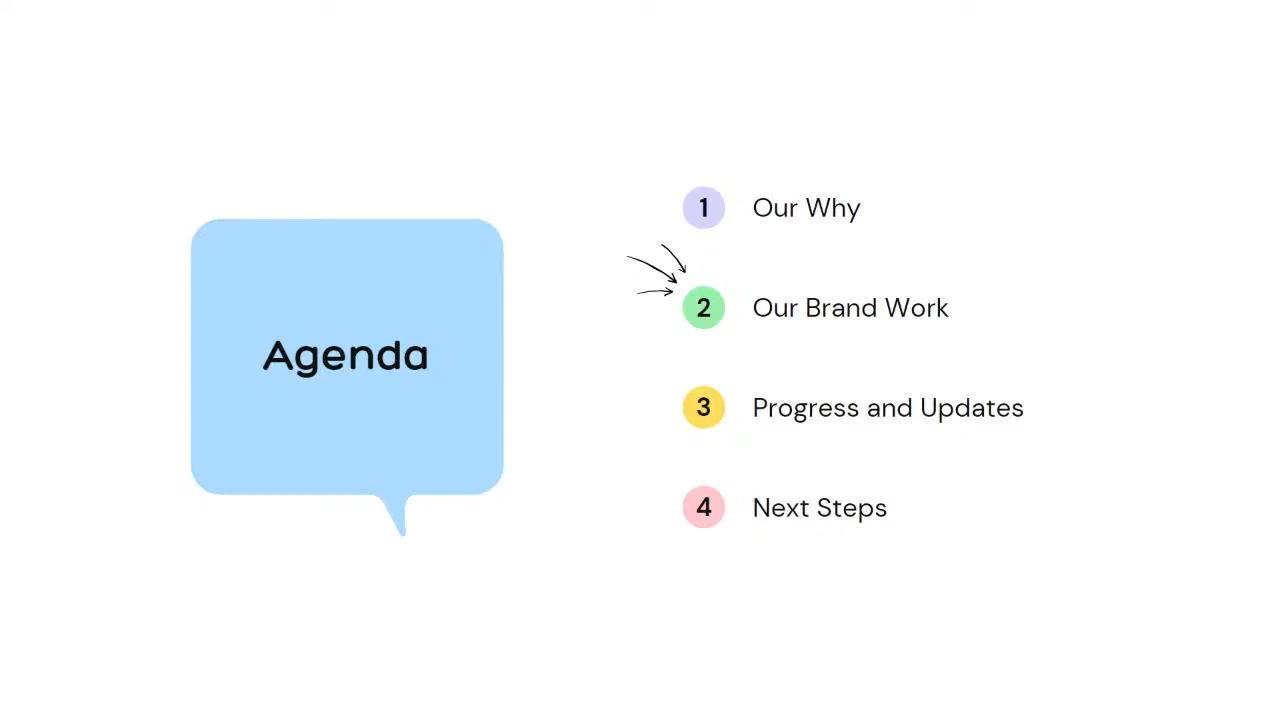 Agenda
1 Our Why
2 Our Brand Work
3 Progress and Updates
4 Next Steps